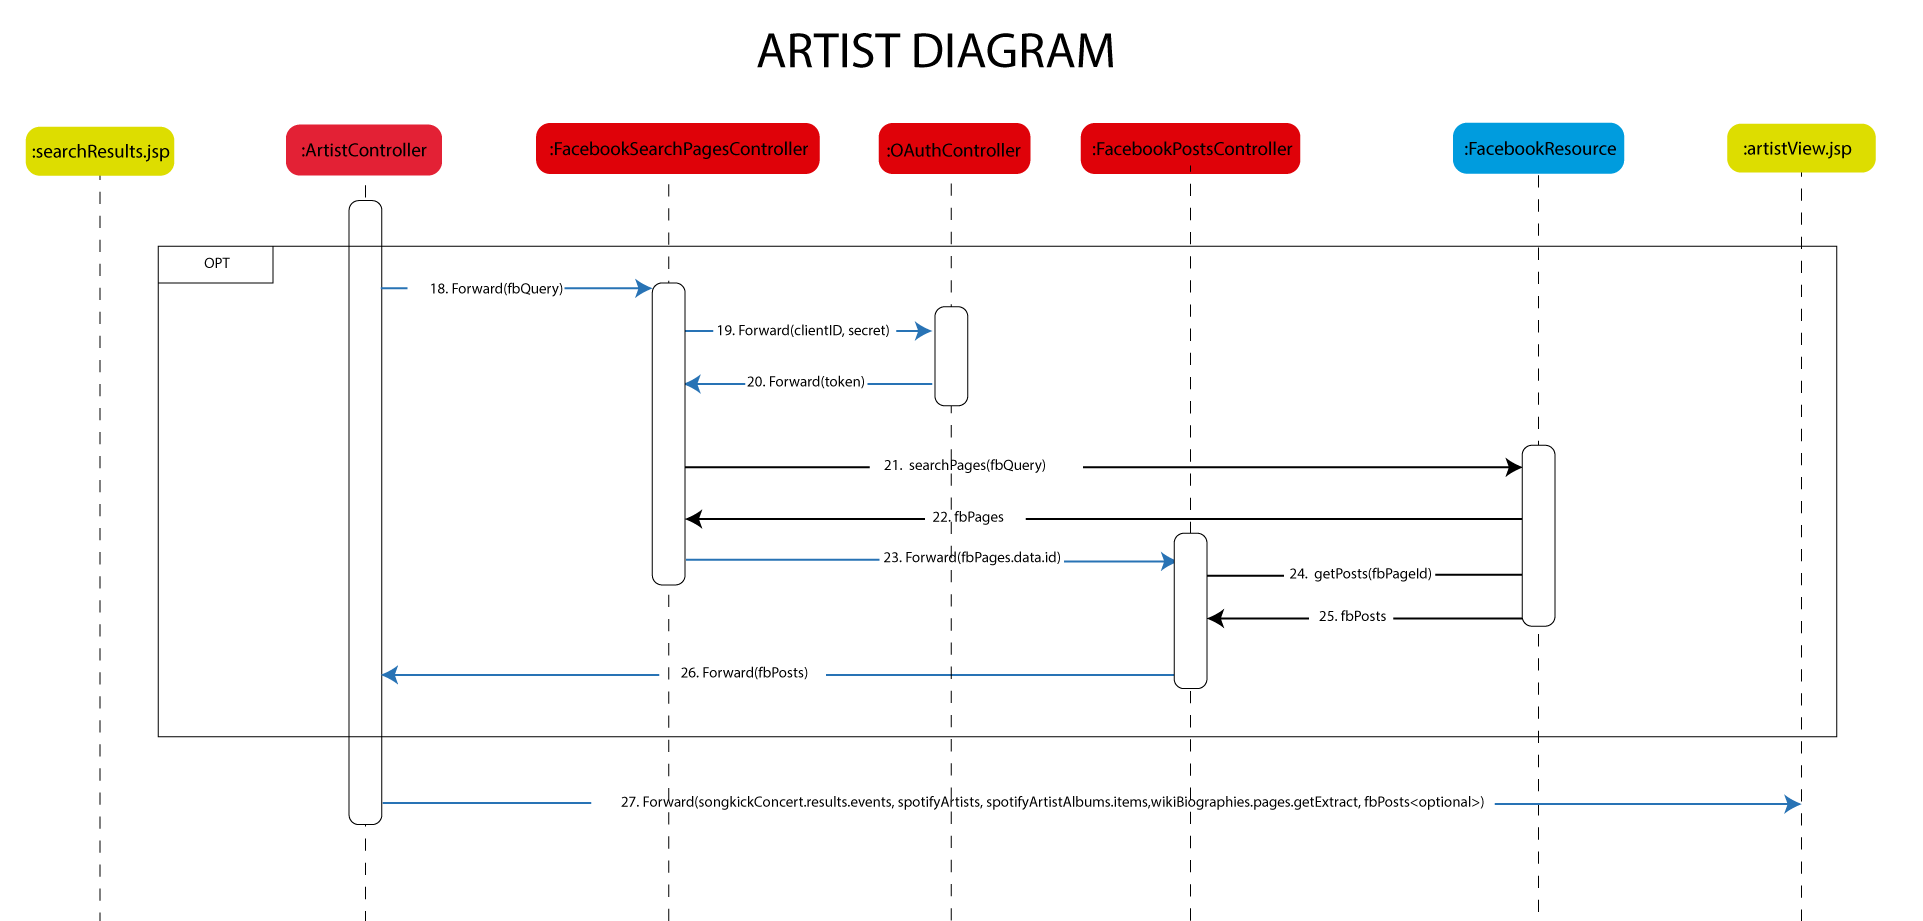 ARTIST DIAGRAM
:searchResults.jsp
:ArtistController
:FacebookSearchPagesController
:OAuthController
:FacebookPostsController
:FacebookResource
:artistView.jsp
OPT
18. Forward(fbQuery)
19. Forward(clientID, secret)
20. Forward(token)
21. searchPages(fbQuery)
22. fbPages
23. Forward(fbPages.data.id)
24. getPosts(fbPageId)
25. fbPosts
26. Forward(fbPosts)
27. Forward(songkickConcert.results.events, spotifyArtists, spotifyArtistAlbums.items,wikiBiographies.pages.getExtract, fbPosts<optional>)